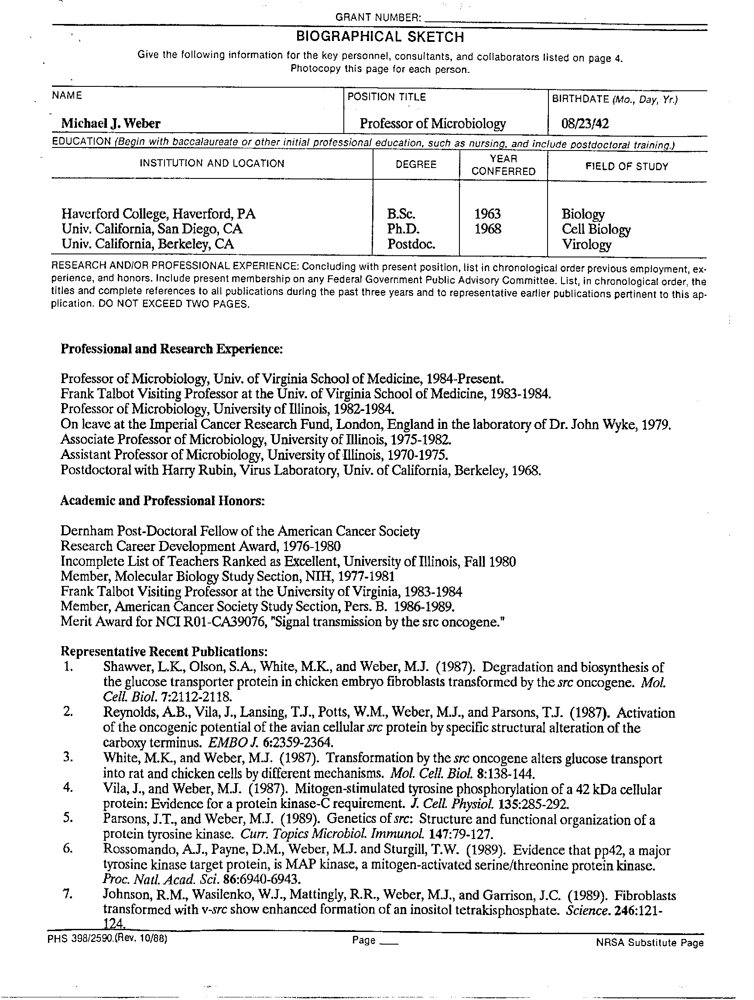 GRANT NUMBER:
BIOGRAPHICAL SKETCH
Give the following information for the key personnel, consultants, and collaborators listed on page 4.
Photocopy this page for each person.
NAME
POSITION TITLE
BIRTHDATE (Mo., Day, Yr.)
Michael J. Weber
Professor of Microbiology
08/23/42
EDUCATION (Begin with baccalaureate or other initial professional education, such as nursing, and include postdoctoral training.)
INSTITUTION AND LOCATION
DEGREE
YEAR
CONFERRED
FIELD OF STUDY
Haverford College, Haverford, PA B.Sc. 1963 Biology
Univ. California, San Diego, CA Ph.D. 1968 Cell Biology
Univ. California, Berkeley, CA Postdoc. Virology
RESEARCH AND/OR PROFESSIONAL EXPERIENCE: Concluding with present position, list in chronological order previous employment, ex-
perience, and honors. Include present membership on any Federal Government Public Advisory Committee. List, in chronological order, the
titles and complete references to all publications during the past three years and to representative earlier publications pertinent to this ap-
plication. DO NOT EXCEED TWO PAGES.
Professional and Research Experience:
Professor of Microbiology, Univ. of Virginia School of Medicine, 1984-Present.
Frank Talbot Visiting Professor at the Univ. of Virginia School of Medicine, 1983-1984.
Professor of Microbiology, University of Illinois, 1982-1984.
On leave at the Imperial Cancer Research Fund, London, England in the laboratory of Dr. John Wyke, 1979.
Associate Professor of Microbiology, University of Illinois, 1975-1982.
Assistant Professor of Microbiology, University of Illinois, 1970-1975.
Postdoctoral with Harry Rubin, Virus Laboratory, Univ. of California, Berkeley, 1968.
Academic and Professional Honors:
Dernham Post-Doctoral Fellow of the American Cancer Society
Research Career Development Award, 1976-1980
Incomplete List of Teachers Ranked as Excellent, University of Illinois, Fall 1980
Member, Molecular Biology Study Section, NIH, 1977-1981
Frank Talbot Visiting Professor at the University of Virginia, 1983-1984
Member, American Cancer Society Study Section, Pers. B. 1986-1989.
Merit Award for NCI R01-CA39076, "Signal transmission by the src oncogene."
Representative Recent Publications:
1. Shawver, L.K., Olson, S.A., White, M.K., and Weber, M.J. (1987). Degradation and biosynthesis of
the glucose transporter protein in chicken embryo fibroblasts transformed by the src oncogene. Mol.
Cell. Biol. 7:2112-2118.
2. Reynolds, A.B., Vila, J., Lansing, T.J., Potts, W.M., Weber, M.J., and Parsons, T.J. (1987). Activation
of the oncogenic potential of the avian cellular src protein by specific structural alteration of the
carboxy terminus. EMBO J. 6:2359-2364.
3. White, M.K., and Weber, M.J. (1987). Transformation by the src oncogene alters glucose transport
into rat and chicken cells by different mechanisms. Mol. Cell. Biol. 8:138-144.
4. Vila, J., and Weber, M.J. (1987). Mitogen-stimulated tyrosine phosphorylation of a 42 kDa cellular
protein: Evidence for a protein kinase-C requirement. J. Cell. Physiol. 135:285-292.
5. Parsons, J.T., and Weber, M.J. (1989). Genetics of src: Structure and functional organization of a
protein tyrosine kinase. Curr. Topics Microbiol. Immunol. 147:79-127.
6. Rossomando, A.J., Payne, D.M., Weber, M.J. and Sturgill, T.W. (1989). Evidence that pp42, a major
tyrosine kinase target protein, is MAP kinase, a mitogen-activated serine/threonine protein kinase.
Proc. Natl. Acad. Sci. 86:6940-6943.
7. Johnson, R.M., Wasilenko, W.J., Mattingly, R.R., Weber, M.J., and Garrison, J.C. (1989). Fibroblasts
transformed with v-src show enhanced formation of an inositol tetrakisphosphate. Science. 246:121-
124.
PHS 398/2590 (Rev. 10/88)
Page
NRSA Substitute Page